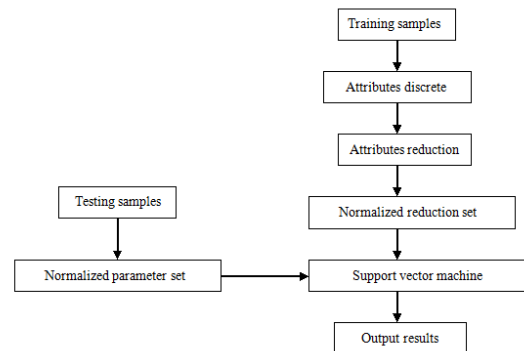 Training samples
Attributes discrete
Attributes reduction
Testing samples
Normalized reduction set
Normalized parameter set
Support vector machine
Output results